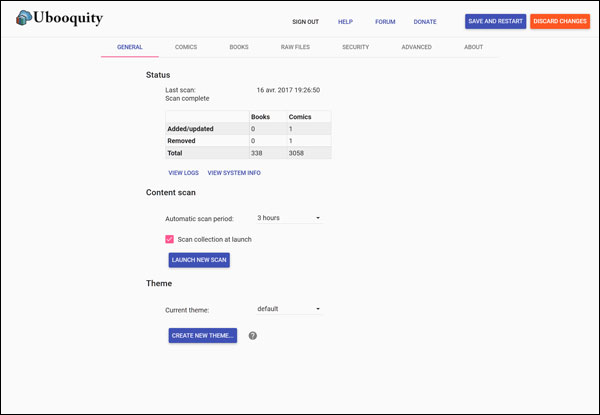 Ubooquity
SIGN OUT HELP FORUM DONATE SAVE AND RESTART DISCARD CHANGES
GENERAL COMICS BOOKS RAW FILES SECURITY ADVANCED ABOUT
Status
Last scan: 16 avr. 2017 19:26:50
Scan complete
Books Comics
Added/updated 0 1
Removed 0 1
Total 338 3058
VIEW LOGS VIEW SYSTEM INFO
Content scan
Automatic scan period: 3 hours
Scan collection at launch
LAUNCH NEW SCAN
Theme
Current theme: default
CREATE NEW THEME... ?